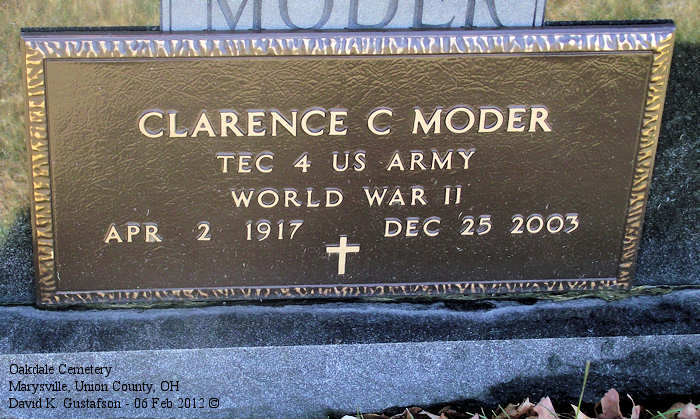 MODER
CLARENCE C MODER
TEC 4 US ARMY
WORLD WAR II
APR 2 1917 DEC 25 2003
Oakdale Cemetery
Marysville, Union County, OH
David K. Gustafson - 06 Feb 2012 ©